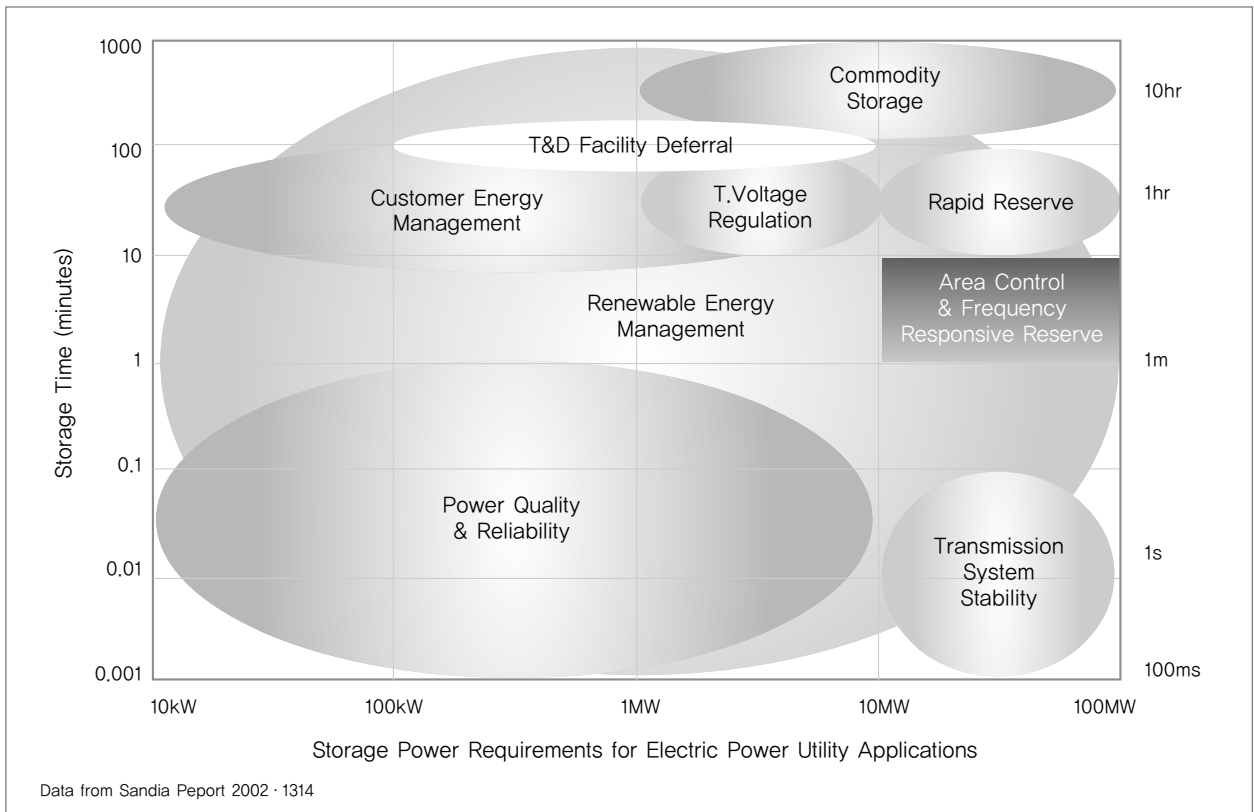 1000
100
10
1
0.1
0.01
0.001
Storage Time (minutes)
Commodity
Storage
T&D Facility Deferral
Customer Energy
Management
T.Voltage
Regulation
Rapid Reserve
Renewable Energy
Management
Area Control
& Frequency
Responsive Reserve
Power Quality
& Reliability
Transmission
System
Stability
10hr
1hr
1m
1s
100ms
10kW
100kW
1MW
10MW
100MW
Storage Power Requirements for Electric Power Utility Applications
Data from Sandia Peport 2002 · 1314